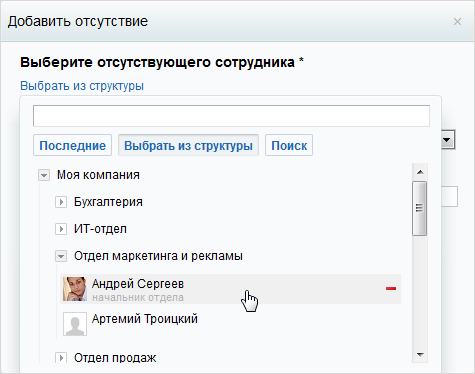 Добавить отсутствие
Выберите отсутствующего сотрудника *
Выбрать из структуры
Последние Выбрать из структуры Поиск
Моя компания
Бухгалтерия
ИТ-отдел
Отдел маркетинга и рекламы
Андрей Сергеев
начальник отдела
Артемий Троицкий
Отдел продаж